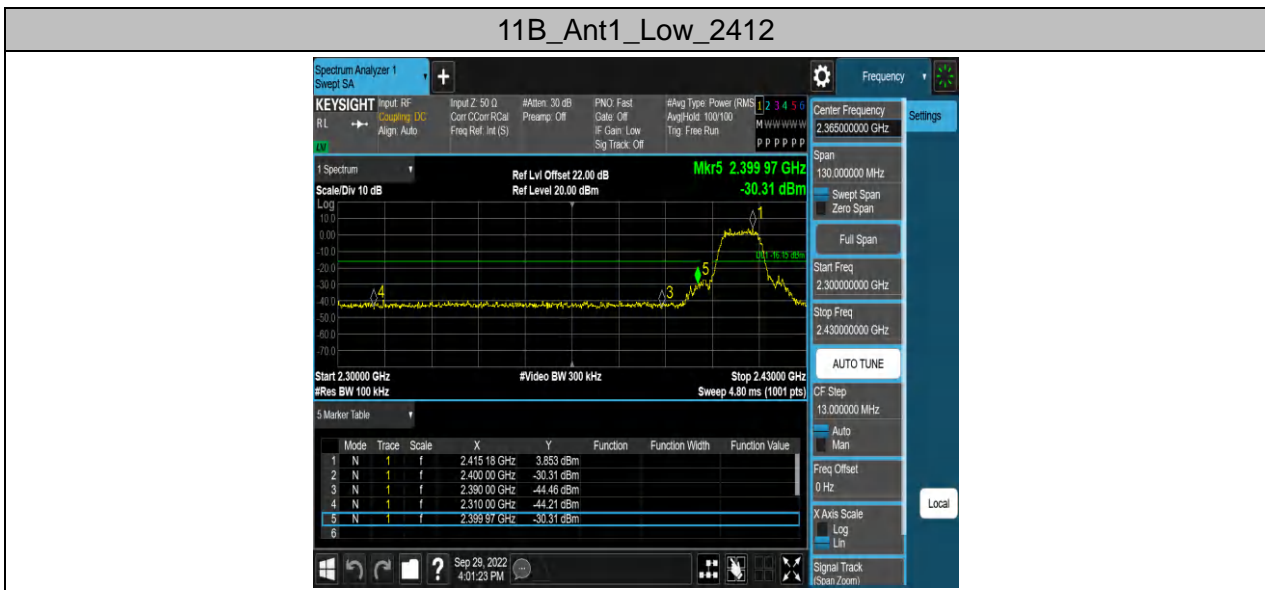 11B_Ant1_Low_2412
Spectrum Analyzer 1
Swept SA
+
Frequency
KEYSIGHT
RL
Input: RF
Coupling: DC
Align: Auto
Input Z: 50 Ω
Corr CCorr RCal
Freq Ref: Int (S)
#Atten: 30 dB
Preamp: Off
PNO: Fast
Gate: Off
IF Gain: Low
Sig Track: Off
#Avg Type: Power (RMS
Avg|Hold: 100/100
Trig: Free Run
1 2 3 4 5 6
M W W W W W
P P P P P P
Center Frequency
2.365000000 GHz
Settings
Span
130.000000 MHz
Swept Span
Zero Span
Full Span
Start Freq
2.300000000 GHz
Stop Freq
2.430000000 GHz
AUTO TUNE
CF Step
13.000000 MHz
Auto
Man
Freq Offset
0 Hz
X Axis Scale
Log
Lin
Local
Signal Track
(Span Zoom)
1 Spectrum
Scale/Div 10 dB
Ref Lvl Offset 22.00 dB
Ref Level 20.00 dBm
Mkr5 2.399 97 GHz
-30.31 dBm
Log
10.0
0.00
-10.0
-20.0
-30.0
-40.0
-50.0
-60.0
-70.0
1
DL1 -16.15 dBm
5
4
3
Start 2.30000 GHz
#Video BW 300 kHz
Stop 2.43000 GHz
#Res BW 100 kHz
Sweep 4.80 ms (1001 pts)
5 Marker Table
Mode Trace Scale X Y Function Function Width Function Value
1 N 1 f 2.415 18 GHz 3.853 dBm
2 N 1 f 2.400 00 GHz -30.31 dBm
3 N 1 f 2.390 00 GHz -44.46 dBm
4 N 1 f 2.310 00 GHz -44.21 dBm
5 N 1 f 2.399 97 GHz -30.31 dBm
6
?
Sep 29, 2022
4:01:23 PM